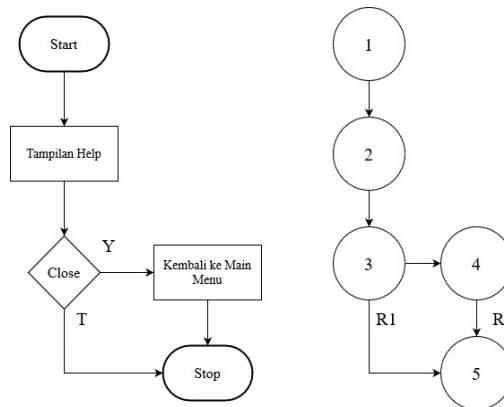 Start
Tampilan Help
Close
Y
T
Kembali ke Main
Menu
Stop
1
2
3
4
R1
R
5